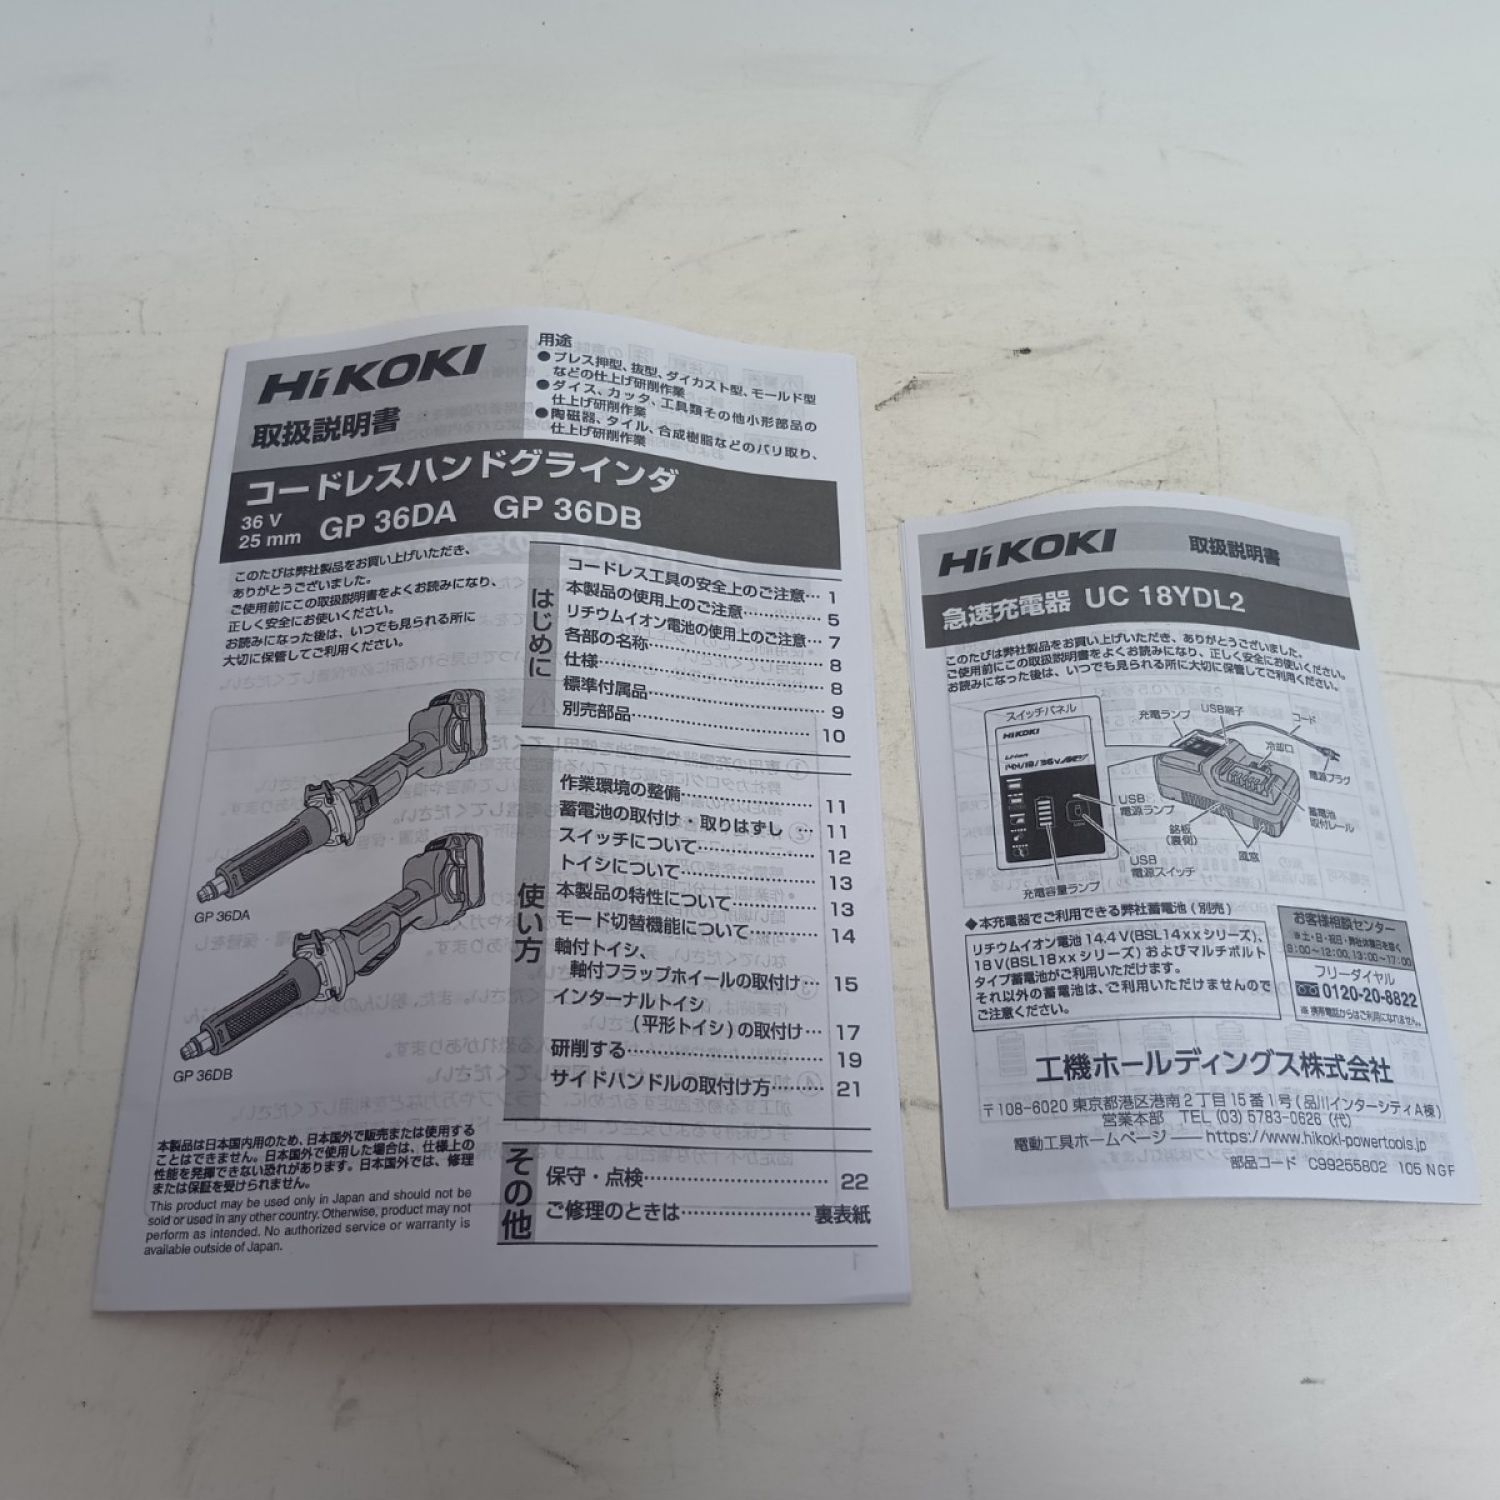 HiKOKI
取扱説明書
用途
●プレス押型、抜型、ダイカスト型、モールド型
などの仕上げ研削作業
●ダイス、カッタ、工具類その他小形部品の
仕上げ研削作業
●陶磁器、タイル、合成樹脂などのバリ取り、
仕上げ研削作業
コードレスハンドグラインダ
36 V
25 mm
GP 36DA GP 36DB
このたびは弊社製品をお買い上げいただき、
ありがとうございました。
ご使用前にこの取扱説明書をよくお読みになり、
正しく安全にお使いください。
お読みになった後は、いつでも見られる所に
大切に保管してご利用ください。
GP 36DA
GP 36DB
本製品は日本国内用のため、日本国外で販売または使用する
ことはできません。日本国外で使用した場合は、仕様上の
性能を発揮できない恐れがあります。日本国外では、修理
または保証を受けられません。
This product may be used only in Japan and should not be
sold or used in any other country. Otherwise, product may not
perform as intended. No authorized service or warranty is
available outside of Japan.
はじめに
コードレス工具の安全上のご注意… 1
本製品の使用上のご注意………… 5
リチウムイオン電池の使用上のご注意… 7
各部の名称………………………… 8
仕様………………………………… 8
標準付属品………………………… 9
別売部品…………………………… 10
使い方
作業環境の整備…………………… 11
蓄電池の取付け・取りはずし … 11
スイッチについて………………… 12
トイシについて…………………… 13
本製品の特性について…………… 13
モード切替機能について………… 14
軸付トイシ、
軸付フラップホイールの取付け… 15
インターナルトイシ
(平形トイシ)の取付け… 17
研削する…………………………… 19
サイドハンドルの取付け方……… 21
その他
保守・点検………………………… 22
ご修理のときは………………… 裏表紙
1
HiKOKI 取扱説明書
急速充電器 UC 18YDL2
このたびは弊社製品をお買い上げいただき、ありがとうございました。
ご使用前にこの取扱説明書をよくお読みになり、正しく安全にお使いください。
お読みになった後は、いつでも見られる所に大切に保管してご利用ください。
スイッチパネル
HiKOKI
充電ランプ
USB端子
コード
冷却口
電源プラグ
USB
電源ランプ
銘板
(裏側)
風窓
蓄電池
取付レール
USB
電源スイッチ
充電容量ランプ
◆本充電器でご利用できる弊社蓄電池(別売)
リチウムイオン電池 14.4V(BSL14××シリーズ)、
18V(BSL18××シリーズ)およびマルチボルト
タイプ蓄電池がご利用いただけます。
それ以外の蓄電池は、ご利用いただけませんので
ご注意ください。
お客様相談センター
※土・日・祝日・弊社休業日を除く
9:00~12:00,13:00~17:00
フリーダイヤル
0120-20-8822
※携帯電話からはご利用になれません。
工機ホールディングス株式会社
〒108-6020 東京都港区港南2丁目15番1号(品川インターシティA棟)
営業本部 TEL (03) 5783-0626 (代)
電動工具ホームページ――https://www.hikoki-powertools.jp
部品コード C99255802 105 N GF